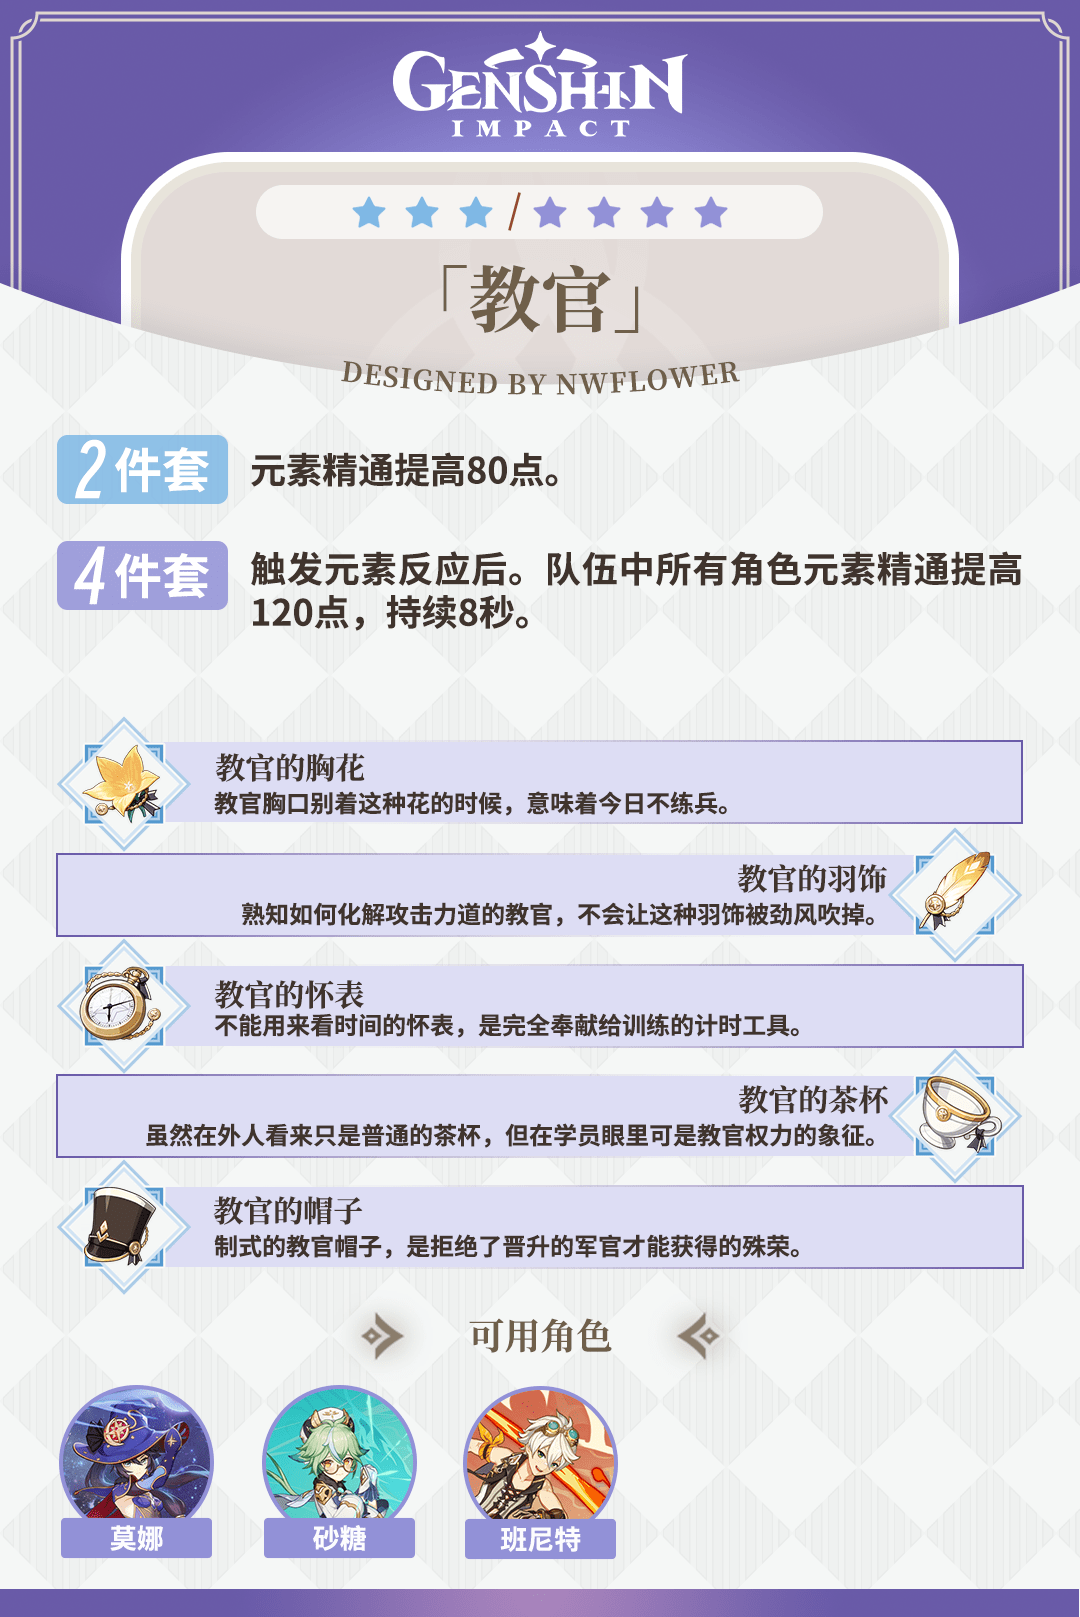 GENSHIN
IMPACT
「教官」
DESIGNED BY NWFLOWER
2件套
元素精通提高80点。
4件套
触发元素反应后。队伍中所有角色元素精通提高
120点，持续8秒。
教官的胸花
教官胸口别着这种花的时候，意味着今日不练兵。
教官的羽饰
熟知如何化解攻击力道的教官，不会让这种羽饰被劲风吹掉。
教官的怀表
不能用来看时间的怀表，是完全奉献给训练的计时工具。
教官的茶杯
虽然在外人看来只是普通的茶杯，但在学员眼里可是教官权力的象征。
教官的帽子
制式的教官帽子，是拒绝了晋升的军官才能获得的殊荣。
可用角色
莫娜
砂糖
班尼特